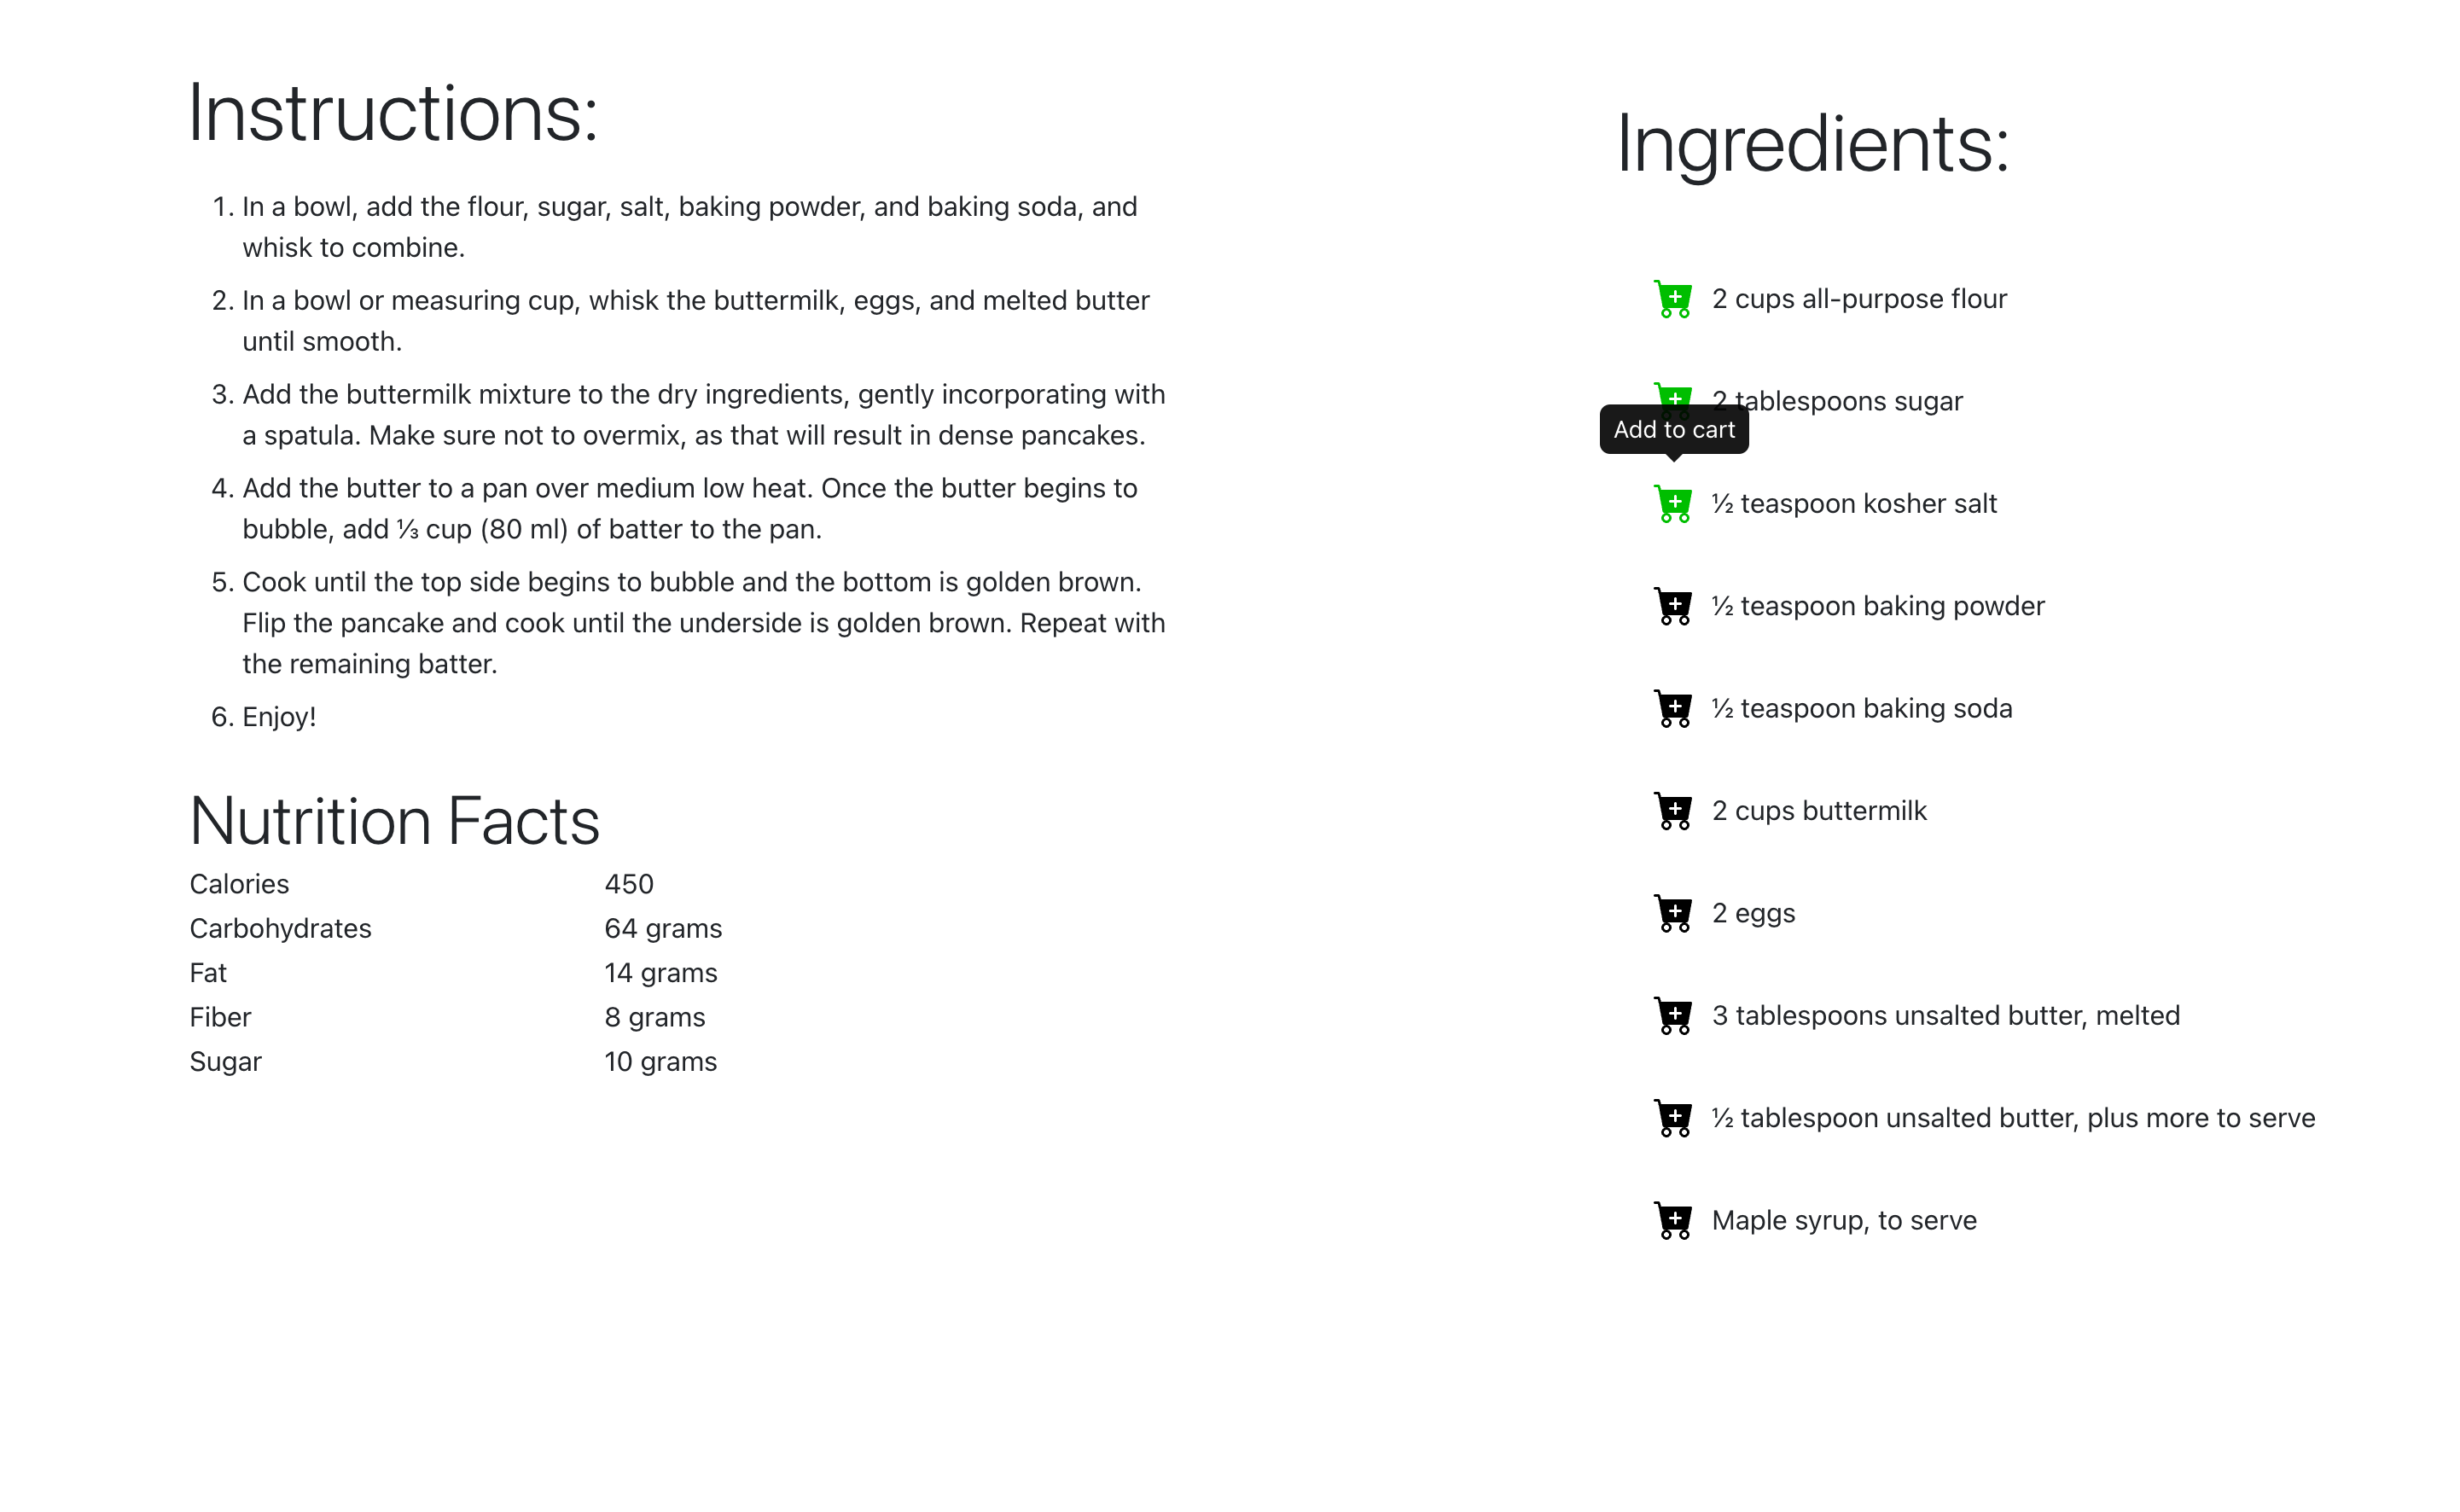 Instructions:
1. In a bowl, add the flour, sugar, salt, baking powder, and baking soda, and
whisk to combine.
2. In a bowl or measuring cup, whisk the buttermilk, eggs, and melted butter
until smooth.
3. Add the buttermilk mixture to the dry ingredients, gently incorporating with
a spatula. Make sure not to overmix, as that will result in dense pancakes.
4. Add the butter to a pan over medium low heat. Once the butter begins to
bubble, add ⅓ cup (80 ml) of batter to the pan.
5. Cook until the top side begins to bubble and the bottom is golden brown.
Flip the pancake and cook until the underside is golden brown. Repeat with
the remaining batter.
6. Enjoy!
Nutrition Facts
Calories 450
Carbohydrates 64 grams
Fat 14 grams
Fiber 8 grams
Sugar 10 grams
Ingredients:
2 cups all-purpose flour
2 tablespoons sugar
Add to cart
½ teaspoon kosher salt
½ teaspoon baking powder
½ teaspoon baking soda
2 cups buttermilk
2 eggs
3 tablespoons unsalted butter, melted
½ tablespoon unsalted butter, plus more to serve
Maple syrup, to serve